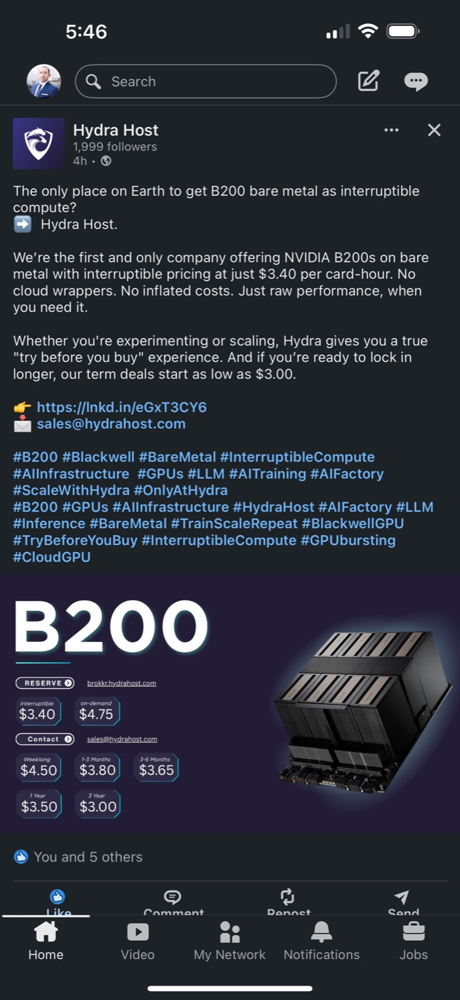 5:46
Search
Hydra Host
1,999 followers
4h •
The only place on Earth to get B200 bare metal as interruptible
compute?
➡️ Hydra Host.
We’re the first and only company offering NVIDIA B200s on bare
metal with interruptible pricing at just $3.40 per card-hour. No
cloud wrappers. No inflated costs. Just raw performance, when
you need it.
Whether you're experimenting or scaling, Hydra gives you a true
"try before you buy" experience. And if you’re ready to lock in
longer, our term deals start as low as $3.00.
👉 https://lnkd.in/eGxT3CY6
📩 sales@hydrahost.com
#B200 #Blackwell #BareMetal #InterruptibleCompute
#AIInfrastructure #GPUs #LLM #AITraining #AIFactory
#ScaleWithHydra #OnlyAtHydra
#B200 #GPUs #AIInfrastructure #HydraHost #AIFactory #LLM
#Inference #BareMetal #TrainScaleRepeat #BlackwellGPU
#TryBeforeYouBuy #InterruptibleCompute #GPUbursting
#CloudGPU
B200
RESERVE brokkr.hydrahost.com
Interruptible on-demand
$3.40 $4.75
Contact sales@hydrahost.com
Weeklong 1-3 Months 3-6 Months
$4.50 $3.80 $3.65
1 Year 3 Year
$3.50 $3.00
You and 5 others
Like Comment Repost Send
Home Video My Network Notifications Jobs